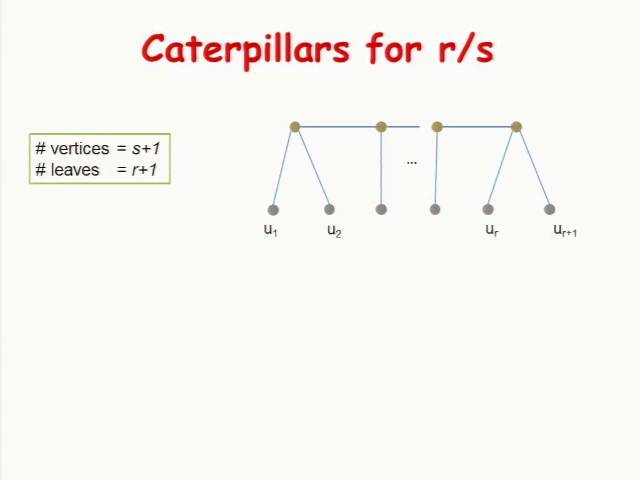 Caterpillars for r/s
# vertices = s+1
# leaves = r+1
...
u1 u2 ur ur+1